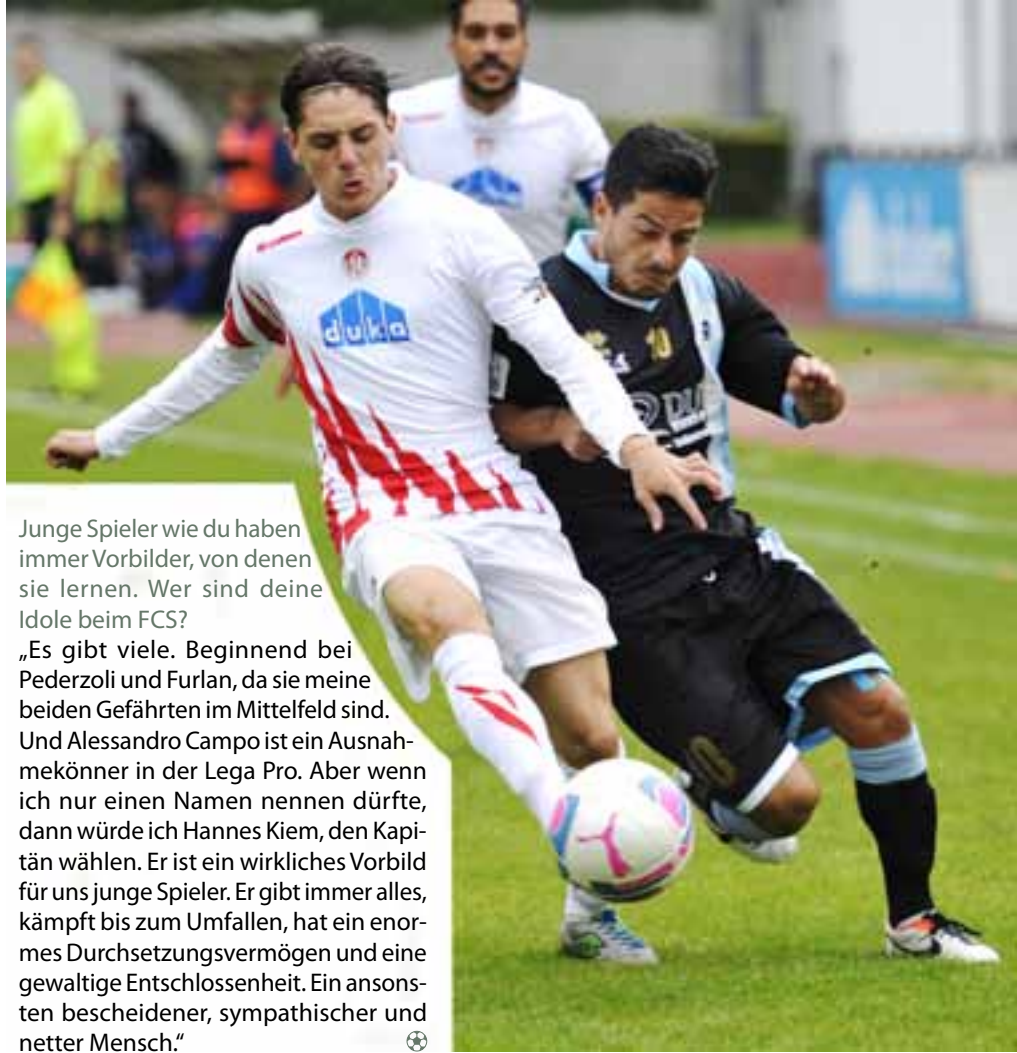 duka
10
Junge Spieler wie du haben
immer Vorbilder, von denen
sie lernen. Wer sind deine
Idole beim FCS?
„Es gibt viele. Beginnend bei
Pederzoli und Furlan, da sie meine
beiden Gefährten im Mittelfeld sind.
Und Alessandro Campo ist ein Ausnah-
mekönner in der Lega Pro. Aber wenn
ich nur einen Namen nennen dürfte,
dann würde ich Hannes Kiem, den Kapi-
tän wählen. Er ist ein wirkliches Vorbild
für uns junge Spieler. Er gibt immer alles,
kämpft bis zum Umfallen, hat ein enor-
mes Durchsetzungsvermögen und eine
gewaltige Entschlossenheit. Ein ansons-
ten bescheidener, sympathischer und
netter Mensch.“